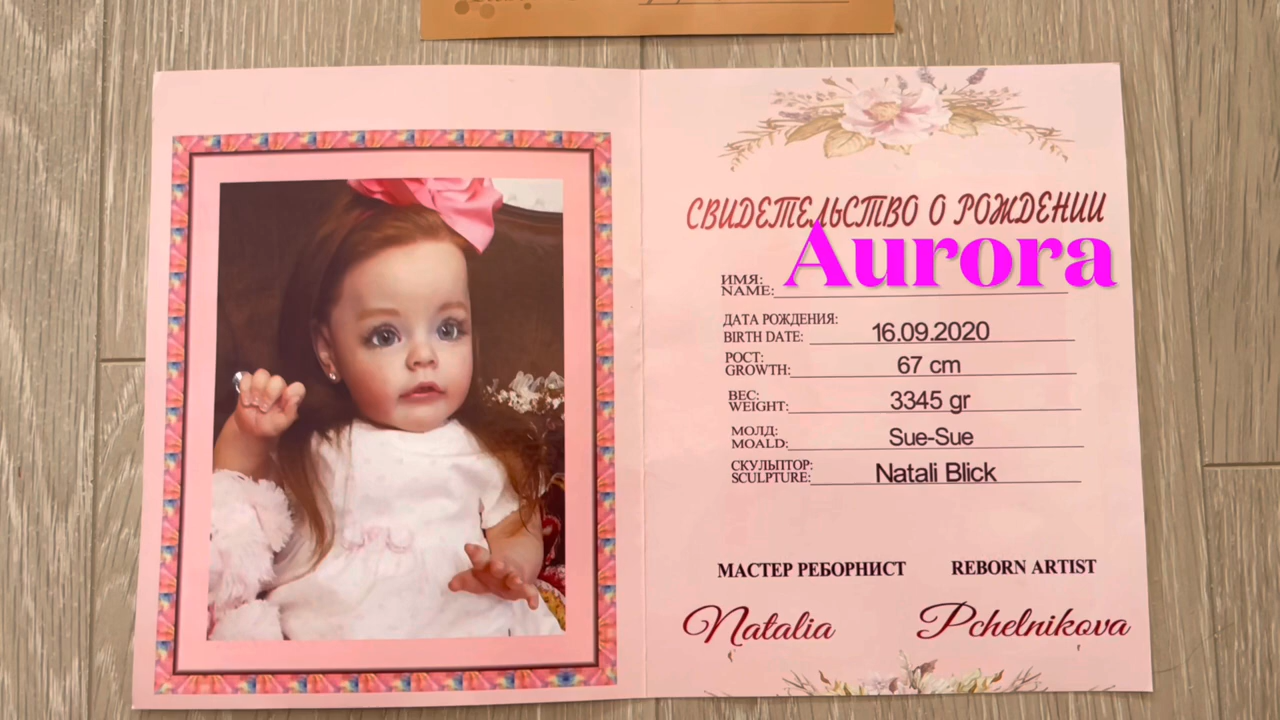 СВИДЕТЕЛЬСТВО О РОЖДЕНИИ
Aurora
ИМЯ:
NAME:
ДАТА РОЖДЕНИЯ:
BIRTH DATE: 16.09.2020
РОСТ:
GROWTH: 67 cm
ВЕС:
WEIGHT: 3345 gr
МОЛД:
MOALD: Sue-Sue
СКУЛЬПТОР:
SCULPTURE: Natali Blick
МАСТЕР РЕБОРНИСТ REBORN ARTIST
Natalia Pchelnikova